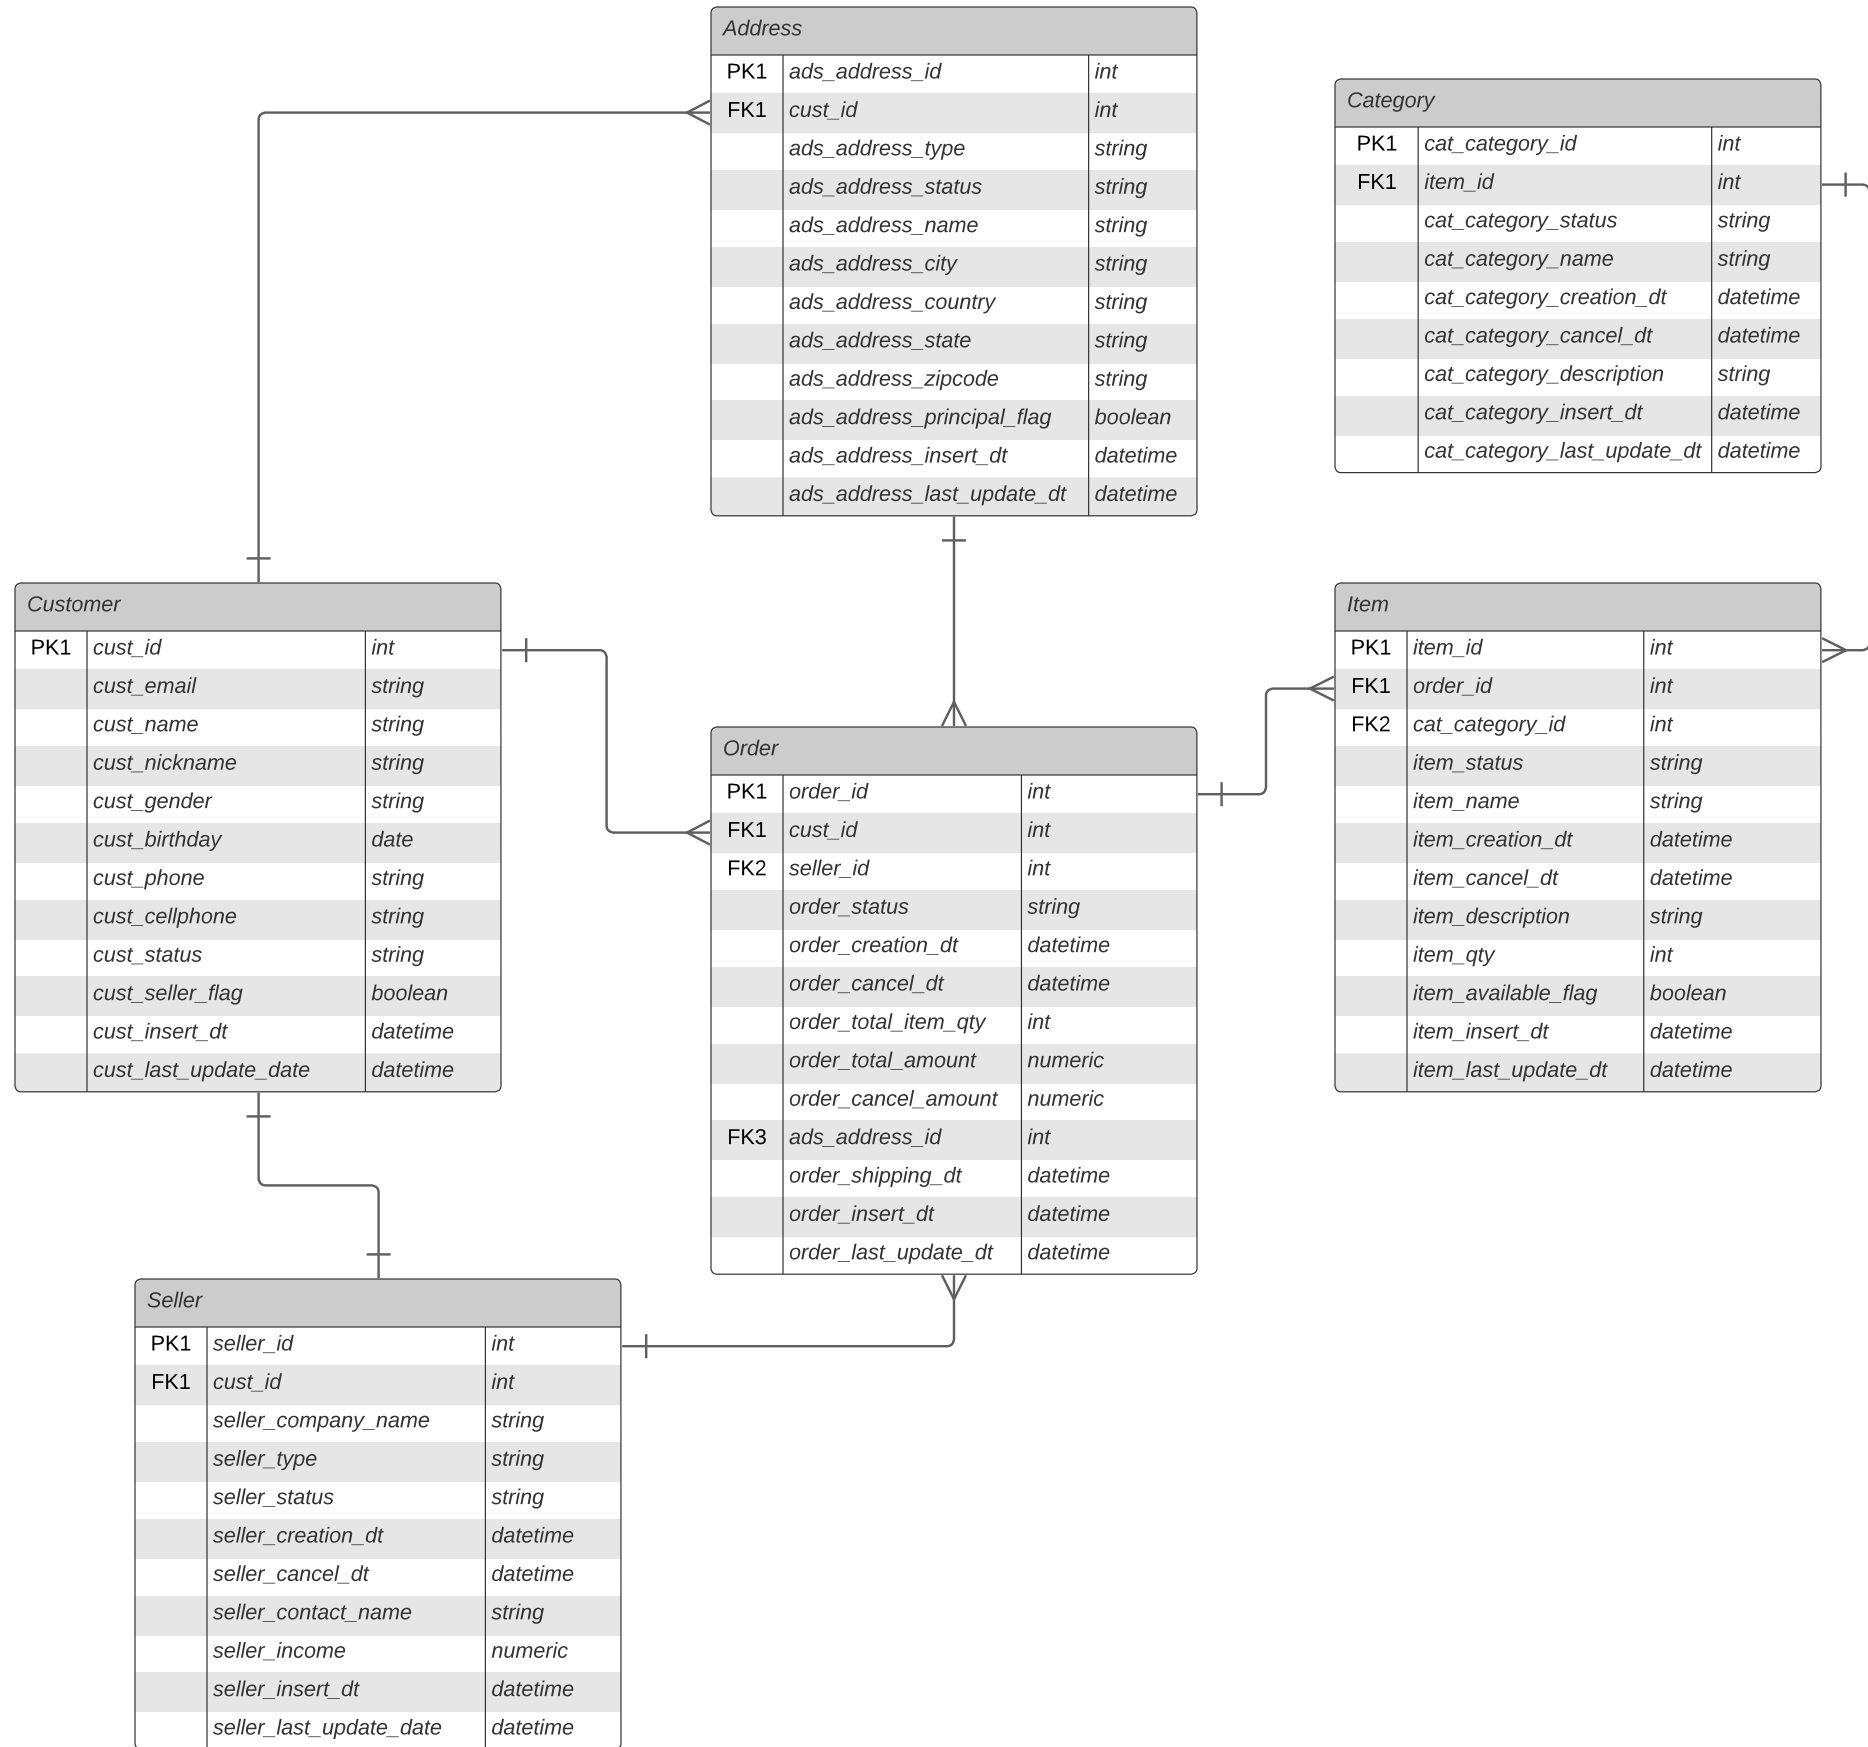 Address
PK1 ads_address_id int
FK1 cust_id int
ads_address_type string
ads_address_status string
ads_address_name string
ads_address_city string
ads_address_country string
ads_address_state string
ads_address_zipcode string
ads_address_principal_flag boolean
ads_address_insert_dt datetime
ads_address_last_update_dt datetime
Category
PK1 cat_category_id int
FK1 item_id int
cat_category_status string
cat_category_name string
cat_category_creation_dt datetime
cat_category_cancel_dt datetime
cat_category_description string
cat_category_insert_dt datetime
cat_category_last_update_dt datetime
Customer
PK1 cust_id int
cust_email string
cust_name string
cust_nickname string
cust_gender string
cust_birthday date
cust_phone string
cust_cellphone string
cust_status string
cust_seller_flag boolean
cust_insert_dt datetime
cust_last_update_date datetime
Order
PK1 order_id int
FK1 cust_id int
FK2 seller_id int
order_status string
order_creation_dt datetime
order_cancel_dt datetime
order_total_item_qty int
order_total_amount numeric
order_cancel_amount numeric
FK3 ads_address_id int
order_shipping_dt datetime
order_insert_dt datetime
order_last_update_dt datetime
Item
PK1 item_id int
FK1 order_id int
FK2 cat_category_id int
item_status string
item_name string
item_creation_dt datetime
item_cancel_dt datetime
item_description string
item_qty int
item_available_flag boolean
item_insert_dt datetime
item_last_update_dt datetime
Seller
PK1 seller_id int
FK1 cust_id int
seller_company_name string
seller_type string
seller_status string
seller_creation_dt datetime
seller_cancel_dt datetime
seller_contact_name string
seller_income numeric
seller_insert_dt datetime
seller_last_update_date datetime